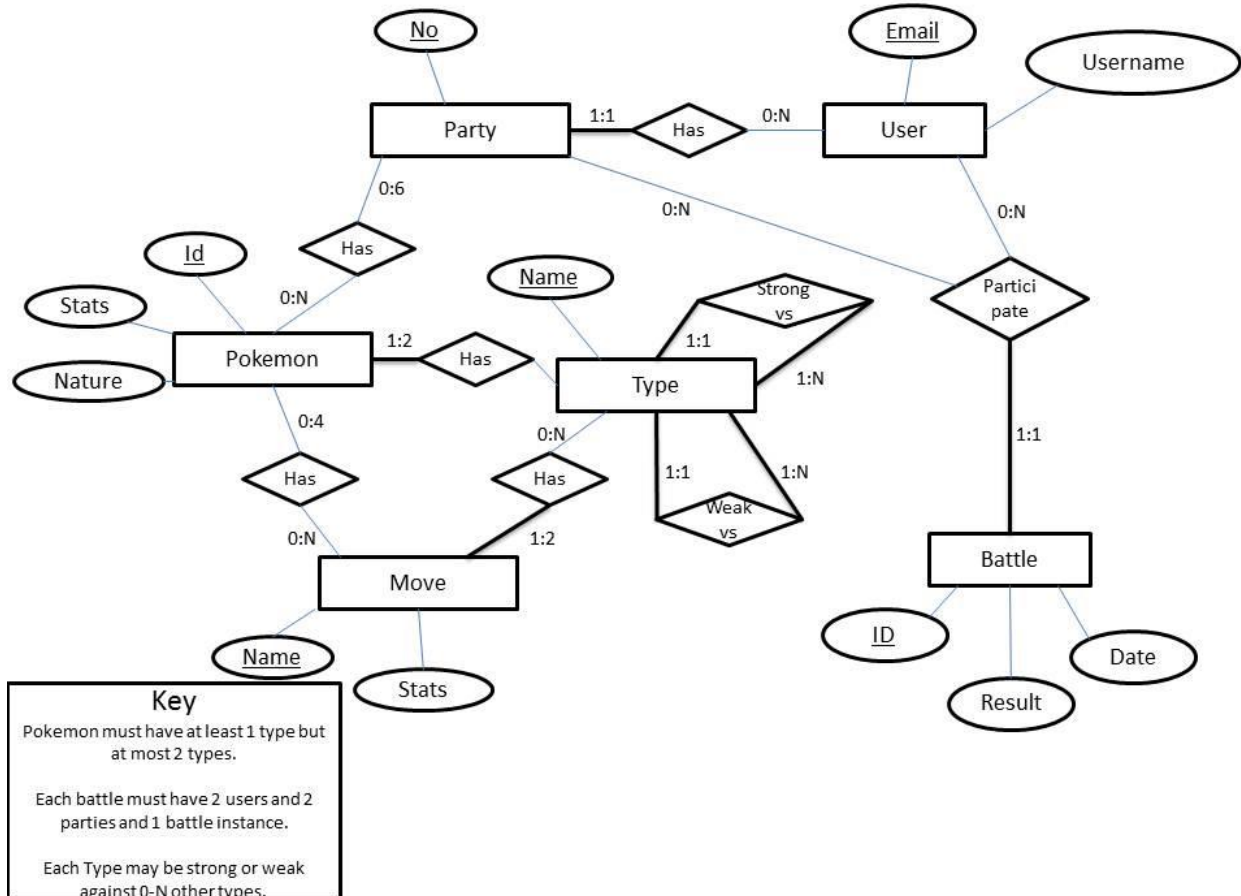 No
Email
Username
Party
1:1
Has
0:N
User
0:6
0:N
0:N
Has
Id
Name
Strong
vs
Partici
pate
Stats
0:N
Pokemon
1:2
Has
1:1
Type
1:N
Nature
0:4
0:N
1:1
1:N
1:1
Has
Has
Weak
vs
0:N
1:2
Move
Battle
Name
Stats
ID
Result
Date
Key
Pokemon must have at least 1 type but
at most 2 types.
Each battle must have 2 users and 2
parties and 1 battle instance.
Each Type may be strong or weak
against 0-N other types.